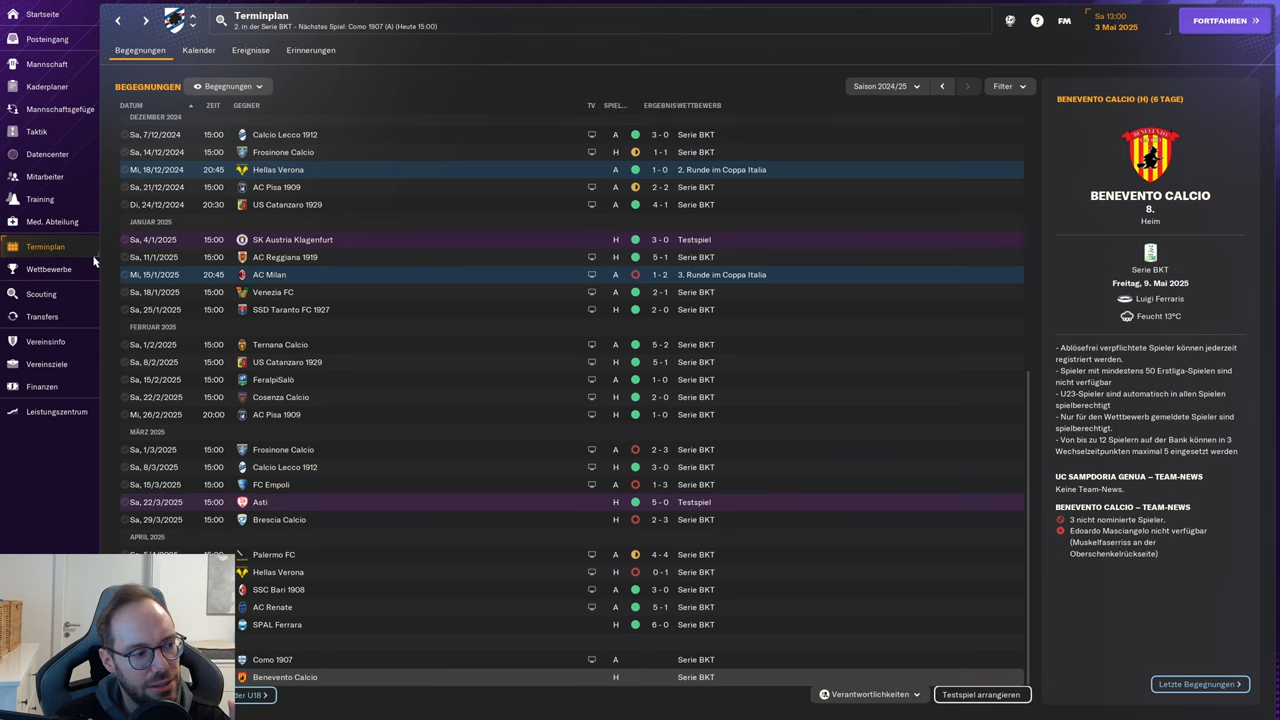 Startseite
Posteingang
Mannschaft
Kaderplaner
Mannschaftsgefüge
Taktik
Datencenter
Mitarbeiter
Training
Med. Abteilung
Terminplan
Wettbewerbe
Scouting
Transfers
Vereinsinfo
Vereinsziele
Finanzen
Leistungszentrum
Terminplan
2. in der Serie BKT - Nächstes Spiel: Como 1907 (A) (Heute 15:00)
? FM
Sa 13:00
3 Mai 2025
FORTFAHREN
Begegnungen Kalender Ereignisse Erinnerungen
BEGEGNUNGEN Begegnungen Saison 2024/25 Filter
DATUM ZEIT GEGNER TV SPIEL... ERGEBNIS WETTBEWERB
DEZEMBER 2024
Sa, 7/12/2024 15:00 Calcio Lecco 1912 A 3 - 0 Serie BKT
Sa, 14/12/2024 15:00 Frosinone Calcio H 1 - 1 Serie BKT
Mi, 18/12/2024 20:45 Hellas Verona A 1 - 0 2. Runde im Coppa Italia
Sa, 21/12/2024 15:00 AC Pisa 1909 A 2 - 2 Serie BKT
Di, 24/12/2024 20:30 US Catanzaro 1929 A 4 - 1 Serie BKT
JANUAR 2025
Sa, 4/1/2025 15:00 SK Austria Klagenfurt H 3 - 0 Testspiel
Sa, 11/1/2025 15:00 AC Reggiana 1919 H 5 - 1 Serie BKT
Mi, 15/1/2025 20:45 AC Milan A 1 - 2 3. Runde im Coppa Italia
Sa, 18/1/2025 15:00 Venezia FC A 2 - 1 Serie BKT
Sa, 25/1/2025 15:00 SSD Taranto FC 1927 H 2 - 0 Serie BKT
FEBRUAR 2025
Sa, 1/2/2025 15:00 Ternana Calcio A 5 - 2 Serie BKT
Sa, 8/2/2025 15:00 US Catanzaro 1929 H 5 - 1 Serie BKT
Sa, 15/2/2025 15:00 FeralpiSalò A 1 - 0 Serie BKT
Sa, 22/2/2025 15:00 Cosenza Calcio H 2 - 0 Serie BKT
Mi, 26/2/2025 20:00 AC Pisa 1909 H 1 - 0 Serie BKT
MÄRZ 2025
Sa, 1/3/2025 15:00 Frosinone Calcio A 2 - 3 Serie BKT
Sa, 8/3/2025 15:00 Calcio Lecco 1912 H 3 - 0 Serie BKT
Sa, 15/3/2025 15:00 FC Empoli A 1 - 3 Serie BKT
Sa, 22/3/2025 15:00 Asti H 5 - 0 Testspiel
Sa, 29/3/2025 15:00 Brescia Calcio H 2 - 3 Serie BKT
APRIL 2025
Palermo FC A 4 - 4 Serie BKT
Hellas Verona H 0 - 1 Serie BKT
SSC Bari 1908 A 3 - 0 Serie BKT
AC Renate A 5 - 1 Serie BKT
SPAL Ferrara H 6 - 0 Serie BKT
Como 1907 A Serie BKT
Benevento Calcio H Serie BKT
der U18
Verantwortlichkeiten
Testspiel arrangieren
BENEVENTO CALCIO (H) (6 TAGE)
BENEVENTO CALCIO
8.
Heim
Serie BKT
Freitag, 9. Mai 2025
Luigi Ferraris
Feucht 13°C
- Ablösefrei verpflichtete Spieler können jederzeit
registriert werden.
- Spieler mit mindestens 50 Erstliga-Spielen sind
nicht verfügbar
- U23-Spieler sind automatisch in allen Spielen
spielberechtigt
- Nur für den Wettbewerb gemeldete Spieler sind
spielberechtigt.
- Von bis zu 12 Spielern auf der Bank können in 3
Wechselzeitpunkten maximal 5 eingesetzt werden
UC SAMPDORIA GENUA – TEAM-NEWS
Keine Team-News.
BENEVENTO CALCIO – TEAM-NEWS
3 nicht nominierte Spieler.
Edoardo Masciangelo nicht verfügbar
(Muskelfaserriss an der
Oberschenkelrückseite)
Letzte Begegnungen